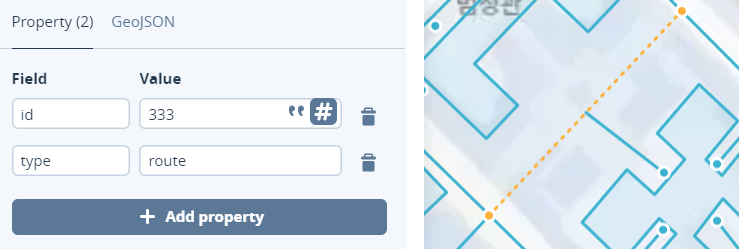 Property (2) GeoJSON
Field Value
id 333
type route
+ Add property